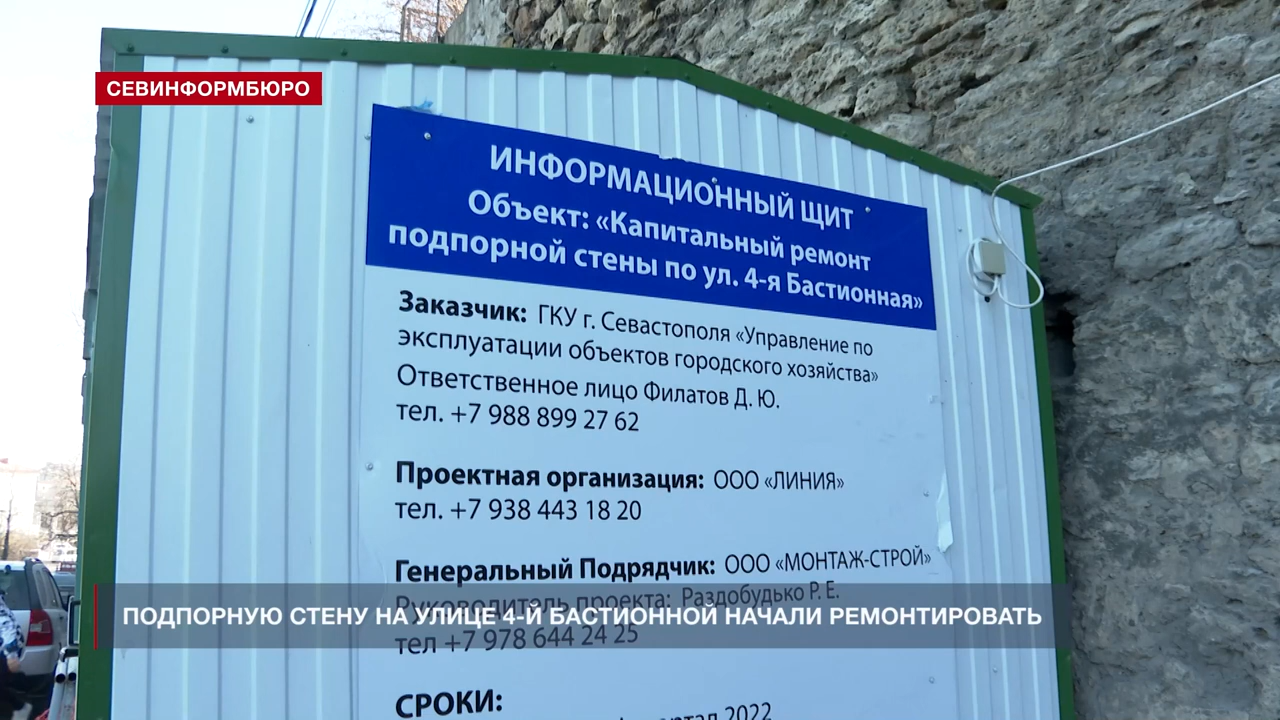 СЕВИНФОРМБЮРО
ИНФОРМАЦИОННЫЙ ЩИТ
Объект: «Капитальный ремонт
подпорной стены по ул. 4-я Бастионная»
Заказчик: ГКУ г. Севастополя «Управление по
эксплуатации объектов городского хозяйства»
Ответственное лицо Филатов Д. Ю.
тел. +7 988 899 27 62
Проектная организация: ООО «ЛИНИЯ»
тел. +7 938 443 18 20
Генеральный Подрядчик: ООО «МОНТАЖ-СТРОЙ»
Руководитель проекта: Раздобудько Р. Е.
ПОДПОРНУЮ СТЕНУ НА УЛИЦЕ 4-Й БАСТИОННОЙ НАЧАЛИ РЕМОНТИРОВАТЬ
тел +7 978 644 24 25
СРОКИ:
2022